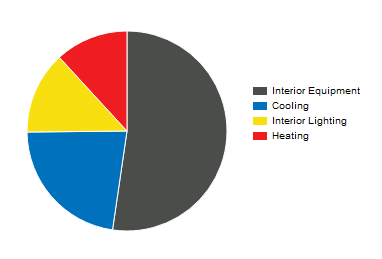 Interior Equipment
Cooling
Interior Lighting
Heating